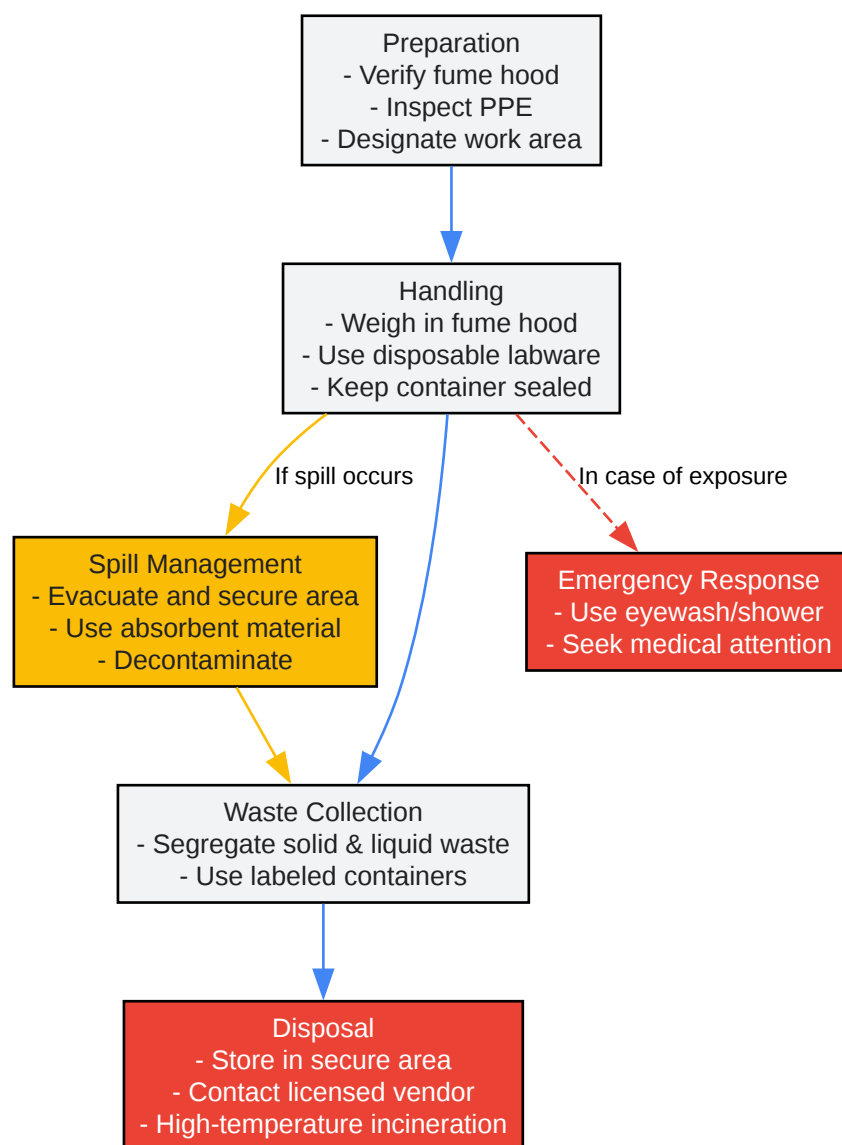 Preparation
- Verify fume hood
- Inspect PPE
- Designate work area
Handling
- Weigh in fume hood
- Use disposable labware
- Keep container sealed
If spill occurs
In case of exposure
Spill Management
- Evacuate and secure area
- Use absorbent material
- Decontaminate
Emergency Response
- Use eyewash/shower
- Seek medical attention
Waste Collection
- Segregate solid & liquid waste
- Use labeled containers
Disposal
- Store in secure area
- Contact licensed vendor
- High-temperature incineration